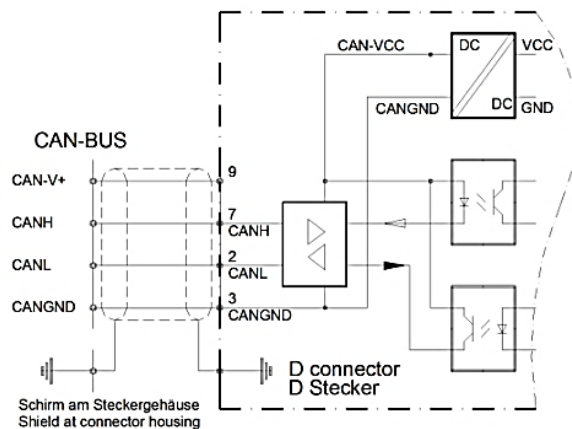 CAN-VCC
DC
VCC
CANGND
DC
GND
CAN-BUS
CAN-V+
9
CANH
7
CANH
CANL
2
CANL
CANGND
3
CANGND
D connector
D Stecker
Schirm am Steckergehäuse
Shield at connector housing